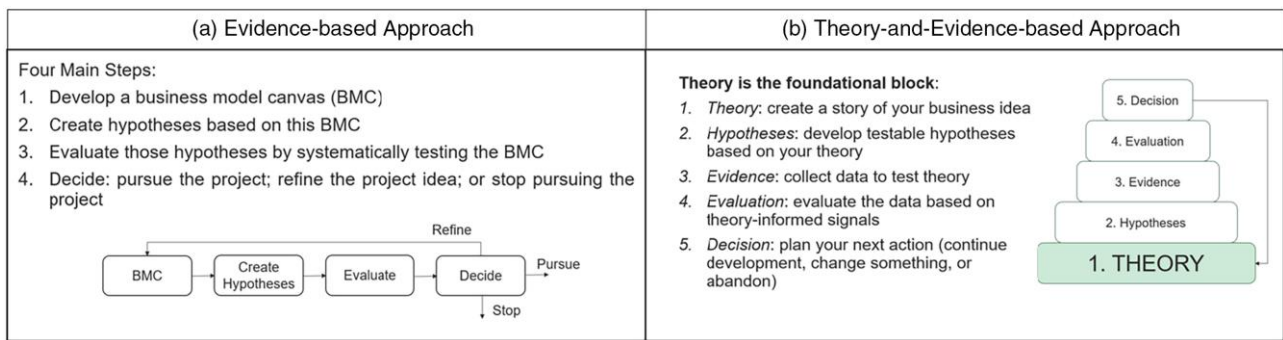 (a) Evidence-based Approach
Four Main Steps:
1. Develop a business model canvas (BMC)
2. Create hypotheses based on this BMC
3. Evaluate those hypotheses by systematically testing the BMC
4. Decide: pursue the project; refine the project idea; or stop pursuing the
project
Refine
BMC
Create
Hypotheses
Evaluate
Decide
Pursue
Stop
(b) Theory-and-Evidence-based Approach
Theory is the foundational block:
1. Theory: create a story of your business idea
2. Hypotheses: develop testable hypotheses
based on your theory
3. Evidence: collect data to test theory
4. Evaluation: evaluate the data based on
theory-informed signals
5. Decision: plan your next action (continue
development, change something, or
abandon)
5. Decision
4. Evaluation
3. Evidence
2. Hypotheses
1. THEORY